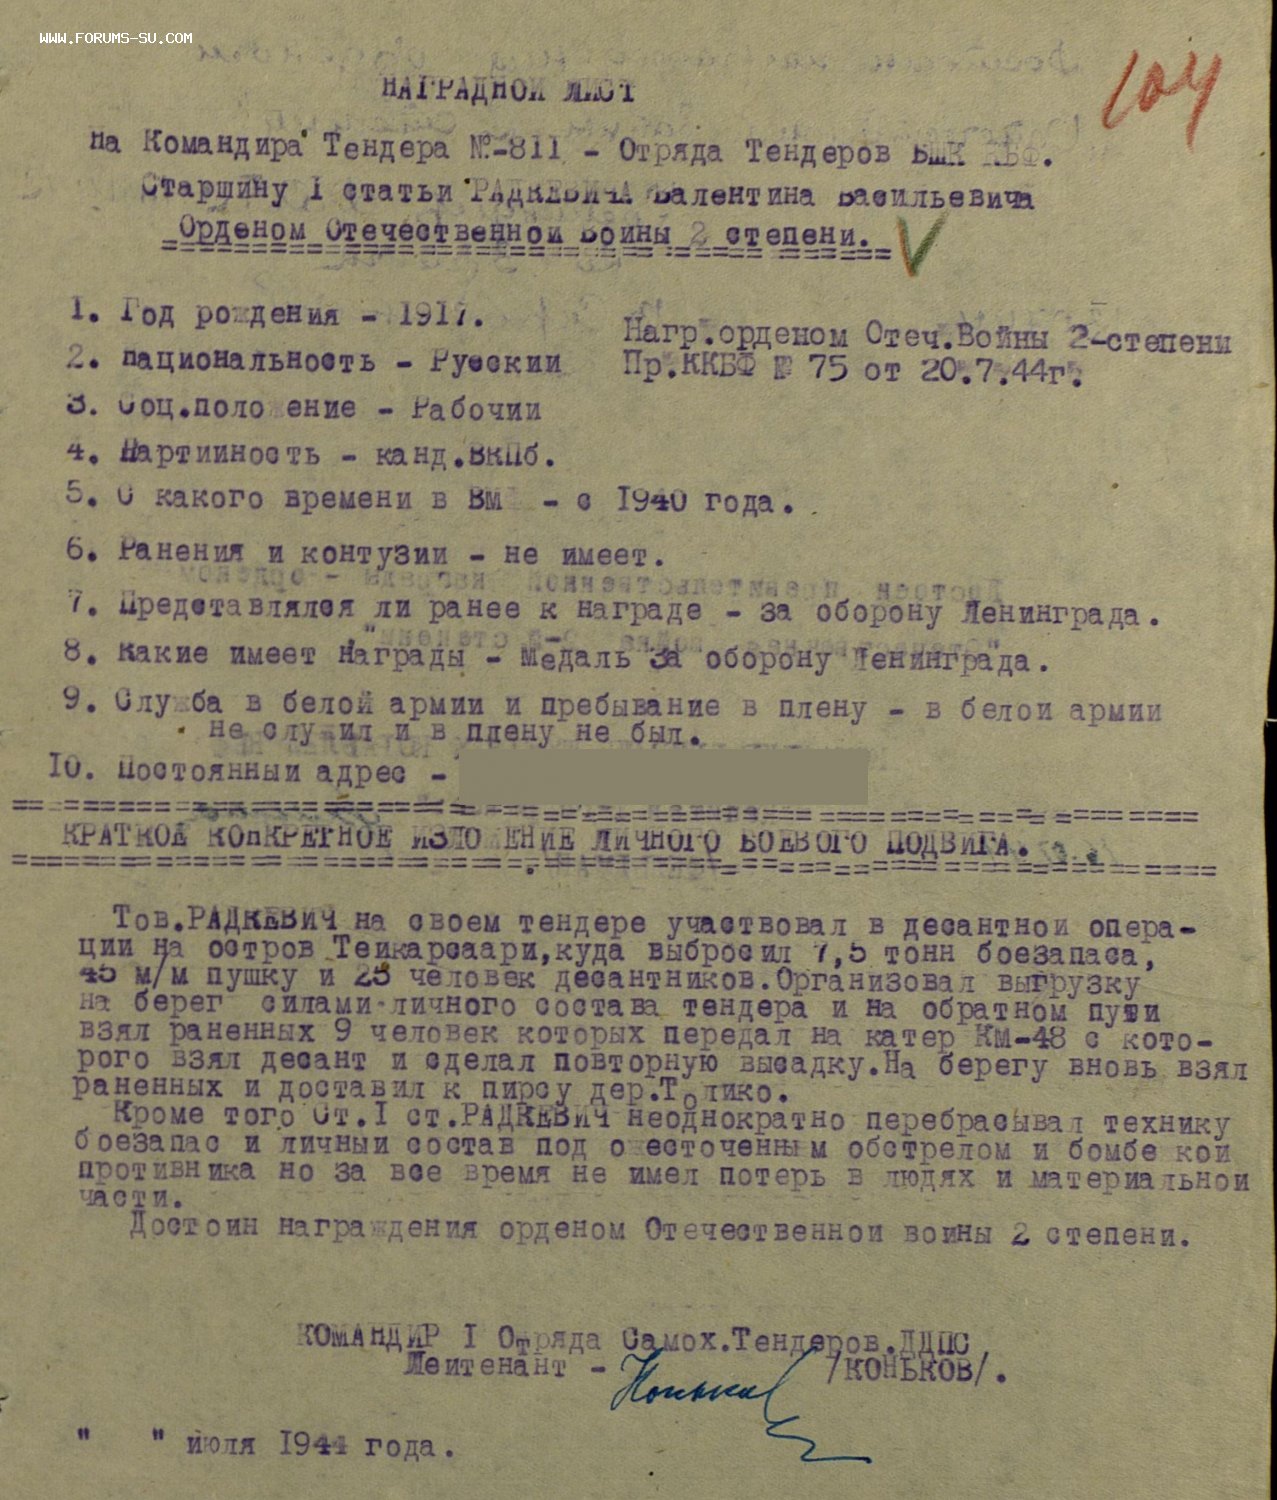 WWW.FORUMS-SU.COM
104
НАГРАДНОЙ ЛИСТ
на Командира Тендера №-811 - Отряда Тендеров ВШК КБФ.
Старшину I статьи РАДКЕВИЧА Валентина Васильевича
Орденом Отечественной Войны 2 степени.
1. Год рождения - 1917.
Нагр.орденом Отеч.Войны 2-степени
2. Национальность - Русский
Пр.ККБФ № 75 от 20.7.44г.
3. Соц.положение - Рабочий
4. Партийность - канд.ВКПб.
5. С какого времени в ВМ - с 1940 года.
6. Ранения и контузии - не имеет.
7. Представлялся ли ранее к награде - за оборону Ленинграда.
8. Какие имеет награды - медаль "За оборону Ленинграда.
9. Служба в белой армии и пребывание в плену - в белой армии
не служил и в плену не был.
10. Постоянный адрес -
КРАТКОЕ КОНКРЕТНОЕ ИЗЛОЖЕНИЕ ЛИЧНОГО БОЕВОГО ПОДВИГА.
Тов.РАДКЕВИЧ на своем тендере участвовал в десантной опера-
ции на остров Тейкарсаари,куда выбросил 7,5 тонн боезапаса,
45 м/м пушку и 25 человек десантников.Организовал выгрузку
на берег силами личного состава тендера и на обратном пути
взял раненных 9 человек которых передал на катер Км-48 с кото-
рого взял десант и сделал повторную высадку.На берегу вновь взял
раненных и доставил к пирсу дер.Толико.
Кроме того Ст.I ст.РАДКЕВИЧ неоднократно перебрасывал технику
боезапас и личный состав под ожесточенным обстрелом и бомбежкой
противника но за все время не имел потерь в людях и материальной
части.
Достоин награждения орденом Отечественной войны 2 степени.
КОМАНДИР I Отряда Самох.Тендеров.ДДПС
Лейтенант - Коньков /КОНЬКОВ/.
"   " июля 1944 года.